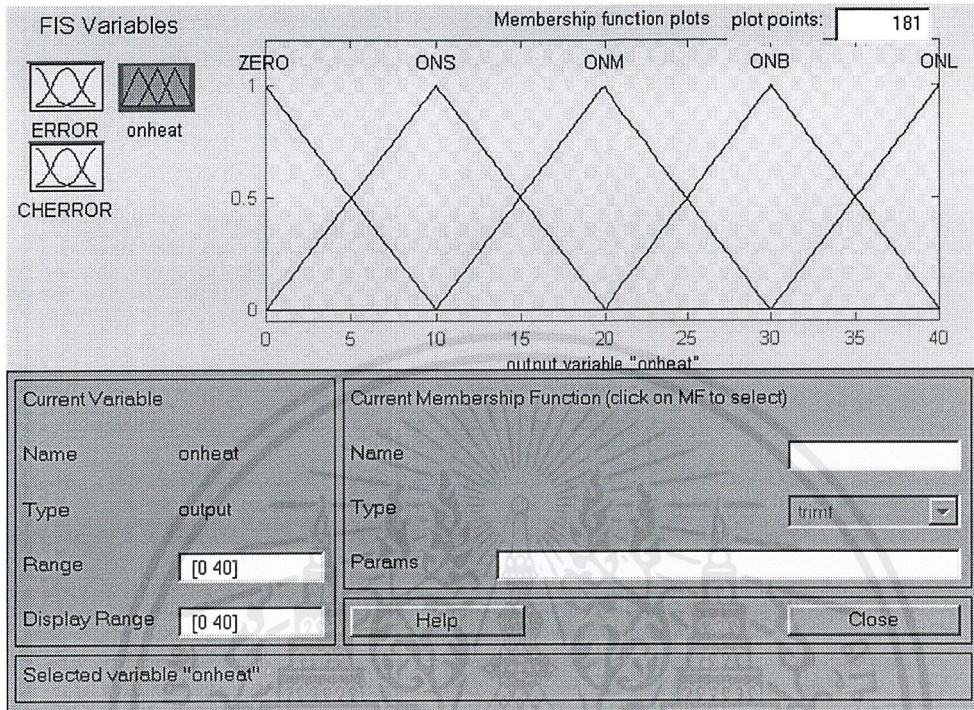 FIS Variables
Membership function plots
plot points:
181
ZERO
ONS
ONM
ONB
ONL
ERROR
onheat
CHERROR
1
0.5
0
0
5
10
15
20
25
30
35
40
output variable "onheat"
Current Variable
Name
onheat
Type
output
Range
[0 40]
Display Range
[0 40]
Current Membership Function (click on MF to select)
Name
Type
trimf
Params
Help
Close
Selected variable "onheat"